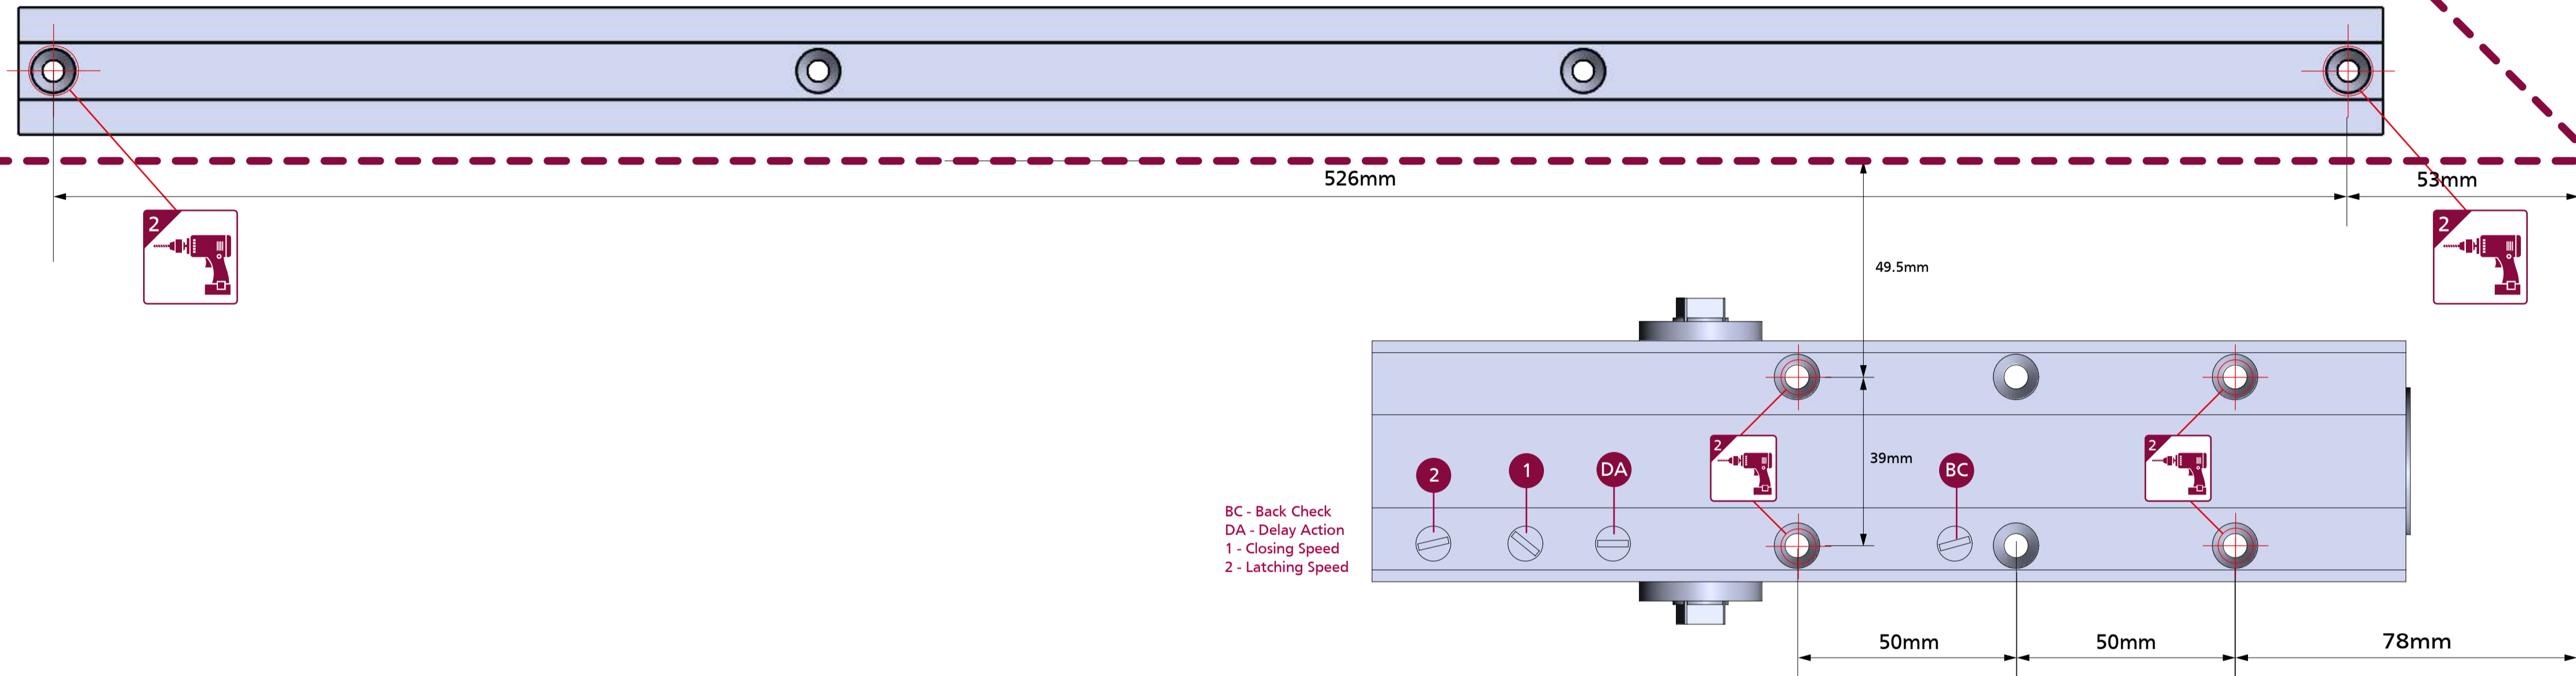 526mm
53mm
2
2
49.5mm
2
2
39mm
2
1
DA
BC
BC - Back Check
DA - Delay Action
1 - Closing Speed
2 - Latching Speed
50mm
50mm
78mm